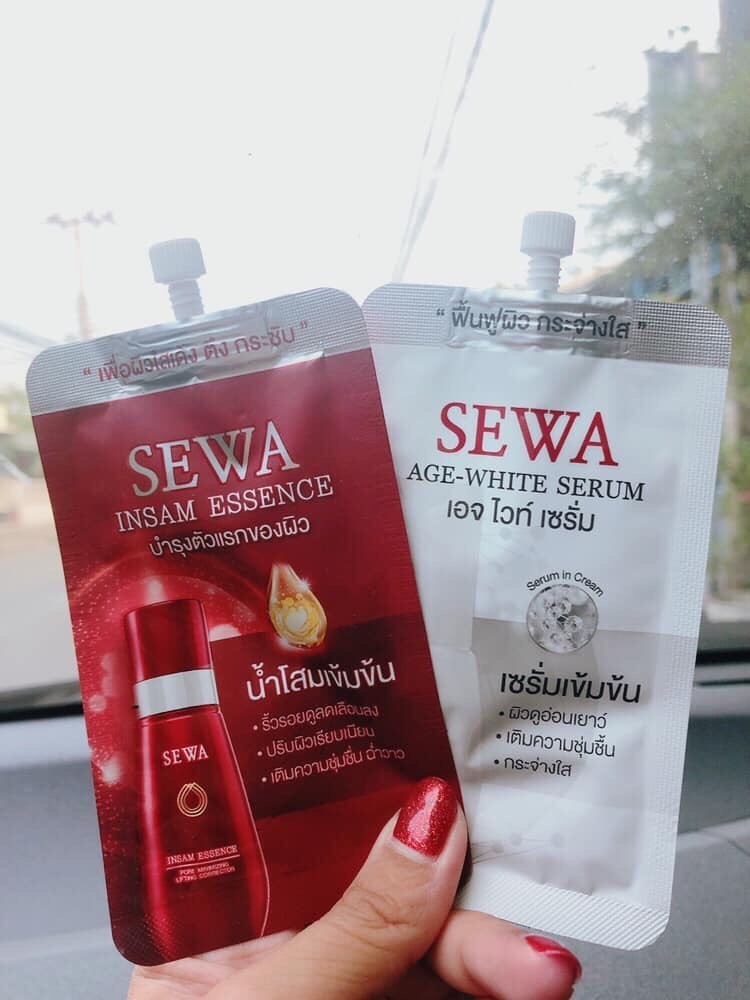 “ เพื่อผิวใสเด้ง ตึง กระชับ ”
SEWA
INSAM ESSENCE
บำรุงตัวแรกของผิว
น้ำโสมเข้มข้น
• ริ้วรอยดูลดเลือนลง
• ปรับผิวเรียบเนียน
• เติมความชุ่มชื่น ฉ่ำวาว
SEWA
INSAM ESSENCE
PORE MINIMIZING
LIFTING CORRECTION
“ ฟื้นฟูผิว กระจ่างใส ”
SEWA
AGE-WHITE SERUM
เอจ ไวท์ เซรั่ม
Serum in Cream
เซรั่มเข้มข้น
• ผิวดูอ่อนเยาว์
• เติมความชุ่มชื้น
• กระจ่างใส